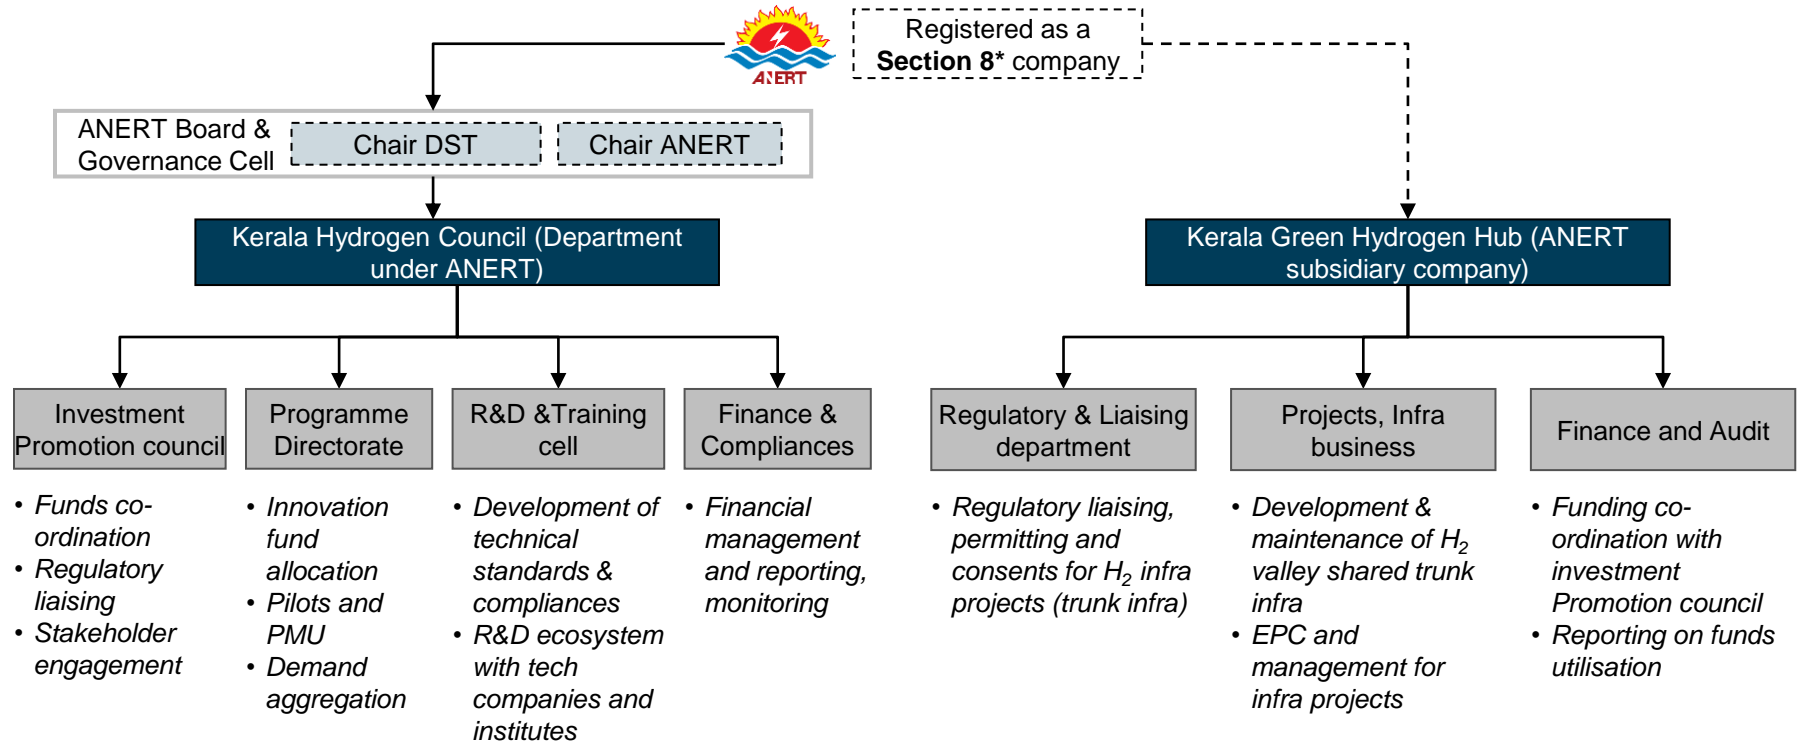 ANERT
Registered as a
Section 8* company
ANERT Board &
Governance Cell
Chair DST
Chair ANERT
Kerala Hydrogen Council (Department
under ANERT)
Kerala Green Hydrogen Hub (ANERT
subsidiary company)
Investment
Promotion council
Programme
Directorate
R&D &Training
cell
Finance &
Compliances
Regulatory & Liaising
department
Projects, Infra
business
Finance and Audit
• Funds co-
ordination
• Regulatory
liaising
• Stakeholder
engagement
• Innovation
fund
allocation
• Pilots and
PMU
• Demand
aggregation
• Development of
technical
standards &
compliances
• R&D ecosystem
with tech
companies and
institutes
• Financial
management
and reporting,
monitoring
• Regulatory liaising,
permitting and
consents for H2 infra
projects (trunk infra)
• Development &
maintenance of H2
valley shared trunk
infra
• EPC and
management for
infra projects
• Funding co-
ordination with
investment
Promotion council
• Reporting on funds
utilisation